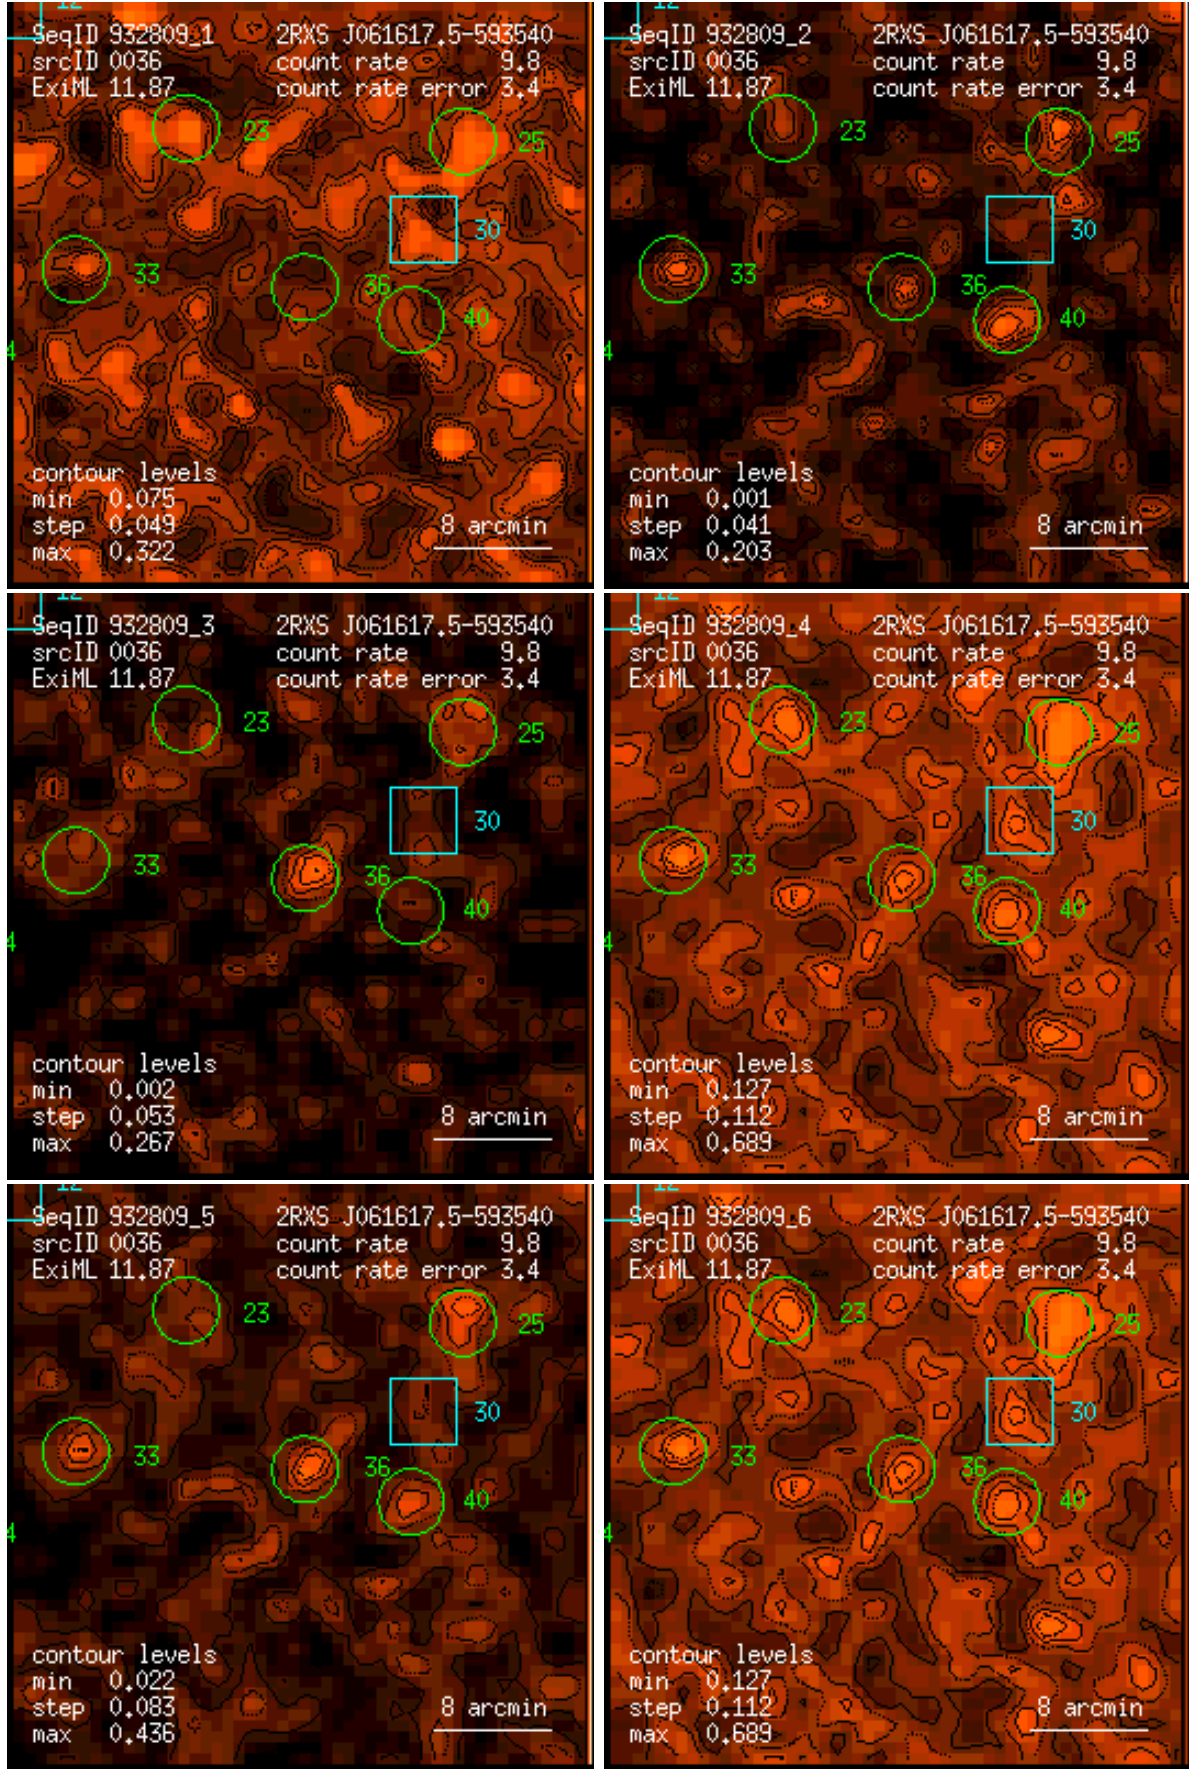 12
SeqID 932809_1 2RXS J061617.5-593540
srcID 0036 count rate 9.8
ExiML 11.87 count rate error 3.4
23
25
30
33
36
40
4
contour levels
min 0.075
step 0.049 8 arcmin
max 0.322
12
SeqID 932809_2 2RXS J061617.5-593540
srcID 0036 count rate 9.8
ExiML 11.87 count rate error 3.4
23
25
30
33
36
40
4
contour levels
min 0.001
step 0.041 8 arcmin
max 0.203
12
SeqID 932809_3 2RXS J061617.5-593540
srcID 0036 count rate 9.8
ExiML 11.87 count rate error 3.4
23
25
30
33
36
40
4
contour levels
min 0.002
step 0.053 8 arcmin
max 0.267
12
SeqID 932809_4 2RXS J061617.5-593540
srcID 0036 count rate 9.8
ExiML 11.87 count rate error 3.4
23
25
30
33
36
40
4
contour levels
min 0.127
step 0.112 8 arcmin
max 0.689
12
SeqID 932809_5 2RXS J061617.5-593540
srcID 0036 count rate 9.8
ExiML 11.87 count rate error 3.4
23
25
30
33
36
40
4
contour levels
min 0.022
step 0.083 8 arcmin
max 0.436
12
SeqID 932809_6 2RXS J061617.5-593540
srcID 0036 count rate 9.8
ExiML 11.87 count rate error 3.4
23
25
30
33
36
40
4
contour levels
min 0.127
step 0.112 8 arcmin
max 0.689